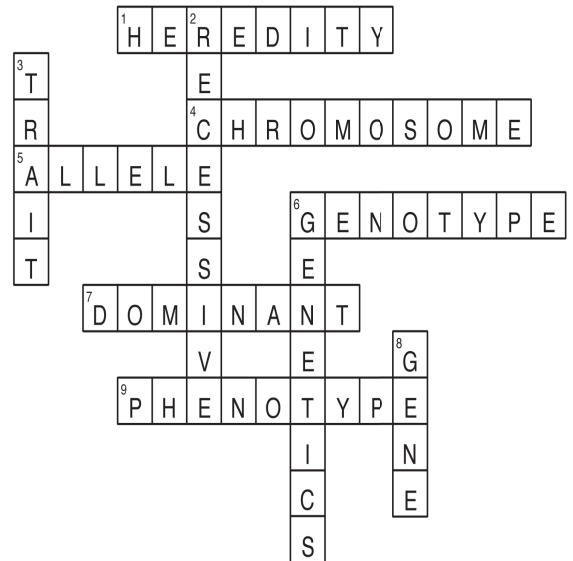 1 HEREDITY
2 RECESSIVE
3 TRAIT
4 CHROMOSOME
5 ALLELE
6 GENOTYPE
6 GENETICS
7 DOMINANT
8 GENE
9 PHENOTYPE